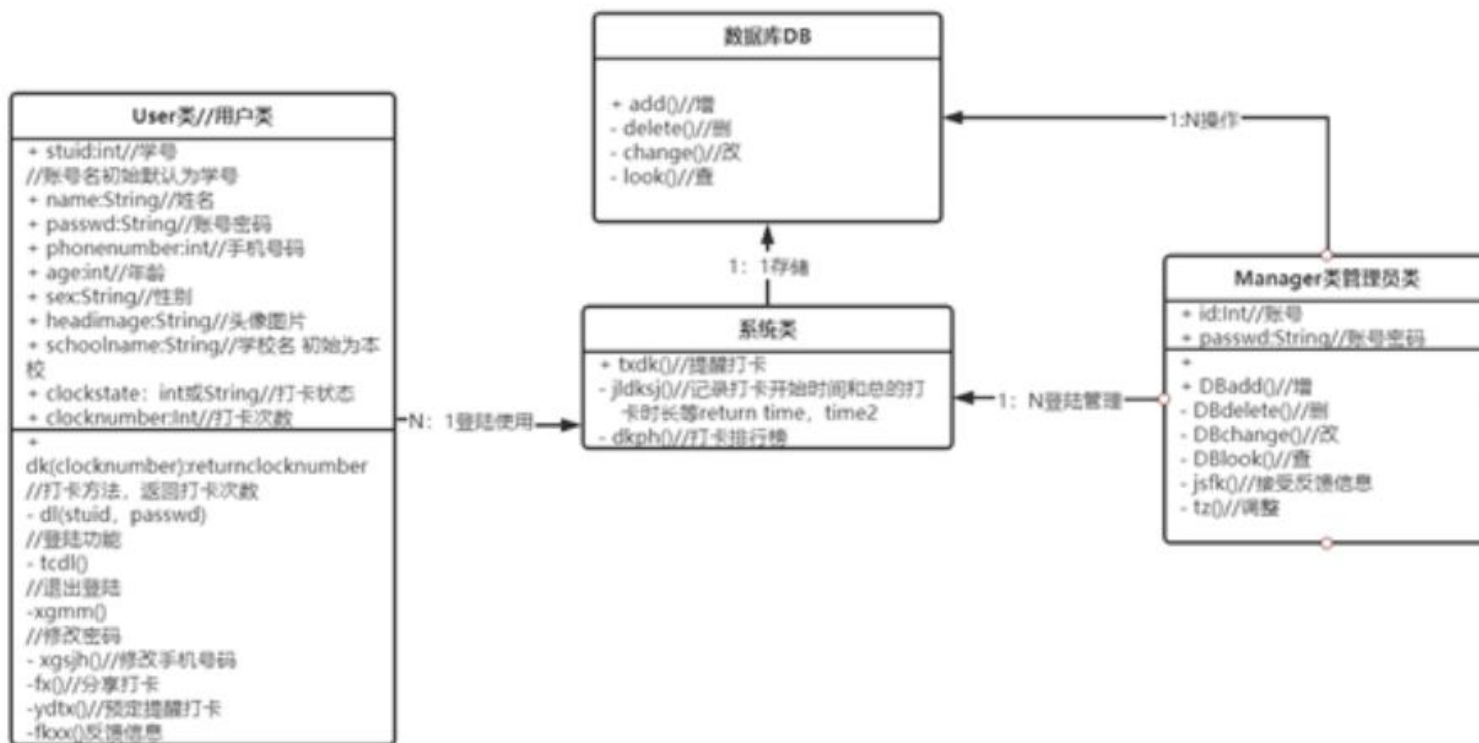 数据库DB
+ add()//增
- delete()//删
- change()//改
- look()//查
User类//用户类
+ stuid:int//学号
//账号名初始默认为学号
+ name:String//姓名
+ passwd:String//账号密码
+ phonenumber:int//手机号码
+ age:int//年龄
+ sex:String//性别
+ headimage:String//头像图片
+ schoolname:String//学校名 初始为本
校
+ clockstate：int或String//打卡状态
+ clocknumber:Int//打卡次数
+
dk(clocknumber):returnclocknumber
//打卡方法，返回打卡次数
- dl(stuid，passwd)
//登陆功能
- tcdl()
//退出登陆
-xgmm()
//修改密码
- xgsjh()//修改手机号码
-fx()//分享打卡
-ydtx()//预定提醒打卡
-fkxx()反馈信息
N：1登陆使用
1：1存储
系统类
+ txdk()//提醒打卡
- jldksj()//记录打卡开始时间和总的打
卡时长等return time，time2
- dkph()//打卡排行榜
1:N操作
1：N登陆管理
Manager类管理员类
+ id:Int//账号
+ passwd:String//账号密码
+
+ DBadd()//增
- DBdelete()//删
- DBchange()//改
- DBlook()//查
- jsfk()//接受反馈信息
- tz()//调整